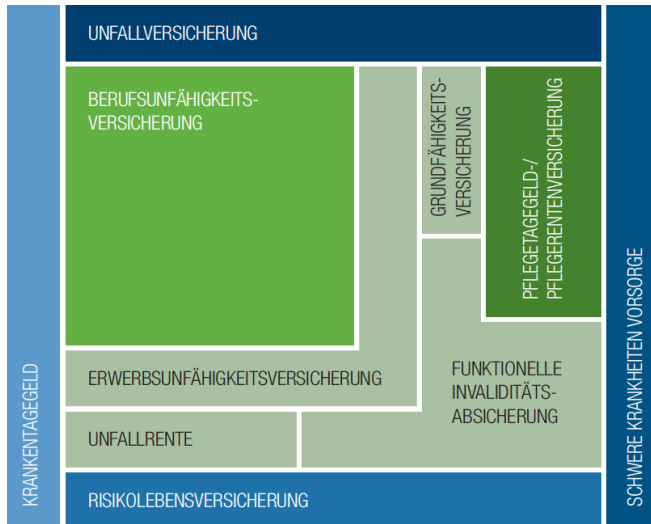 UNFALLVERSICHERUNG
BERUFSUNFÄHIGKEITS-
VERSICHERUNG
GRUNDFÄHIGKEITS-
VERSICHERUNG
PFLEGETAGEGELD-/
PFLEGERENTENVERSICHERUNG
ERWERBSUNFÄHIGKEITSVERSICHERUNG
FUNKTIONELLE
INVALIDITÄTS-
ABSICHERUNG
UNFALLRENTE
KRANKENTAGEGELD
SCHWERE KRANKHEITEN VORSORGE
RISIKOLEBENSVERSICHERUNG